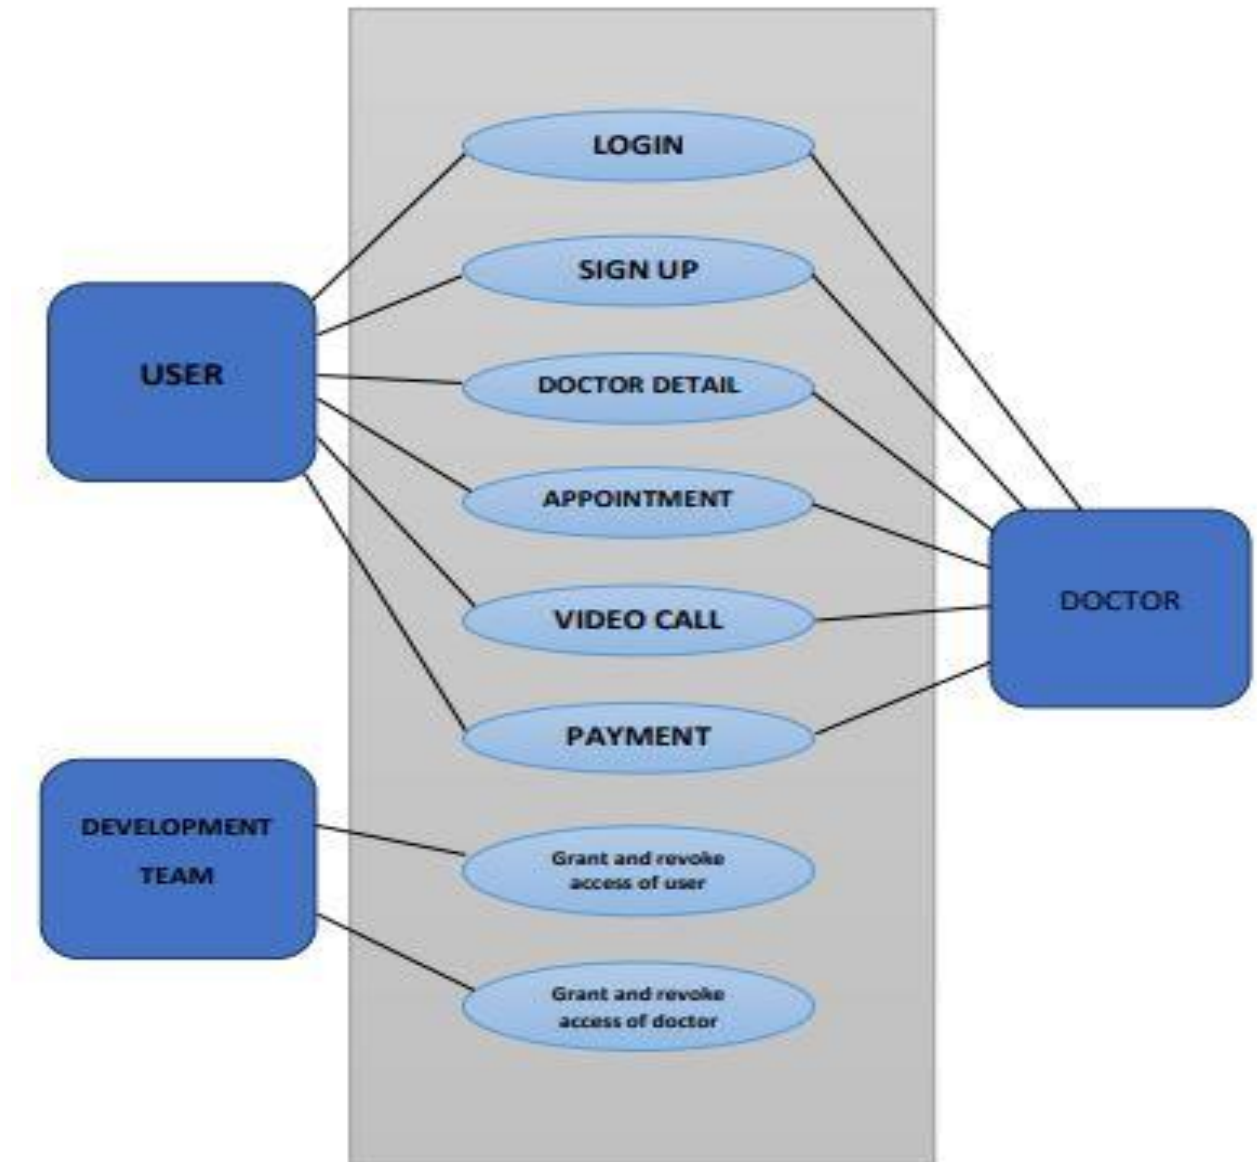 LOGIN
SIGN UP
USER
DOCTOR DETAIL
APPOINTMENT
DOCTOR
VIDEO CALL
PAYMENT
DEVELOPMENT
TEAM
Grant and revoke
access of user
Grant and revoke
access of doctor